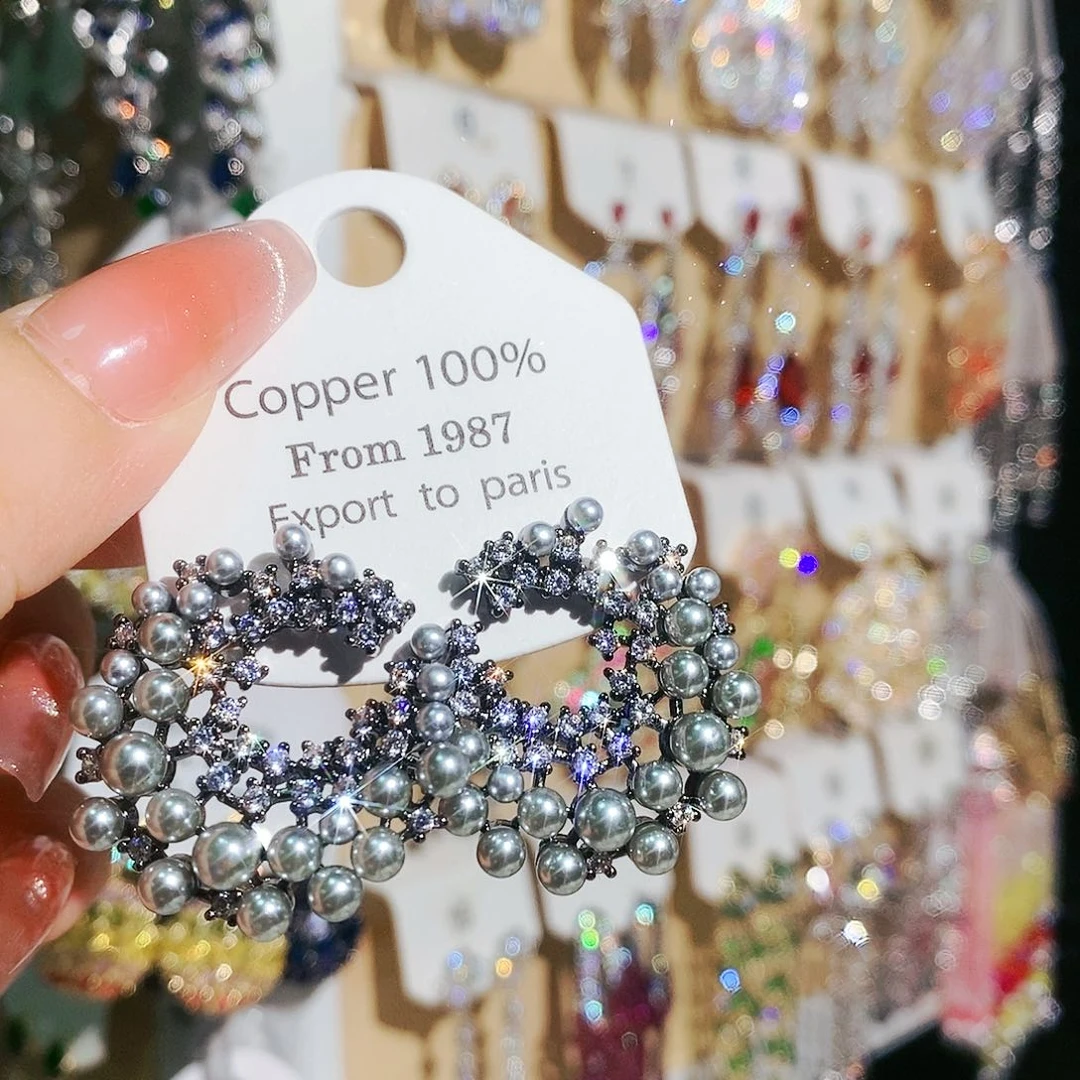 Copper 100%
From 1987
Export to paris